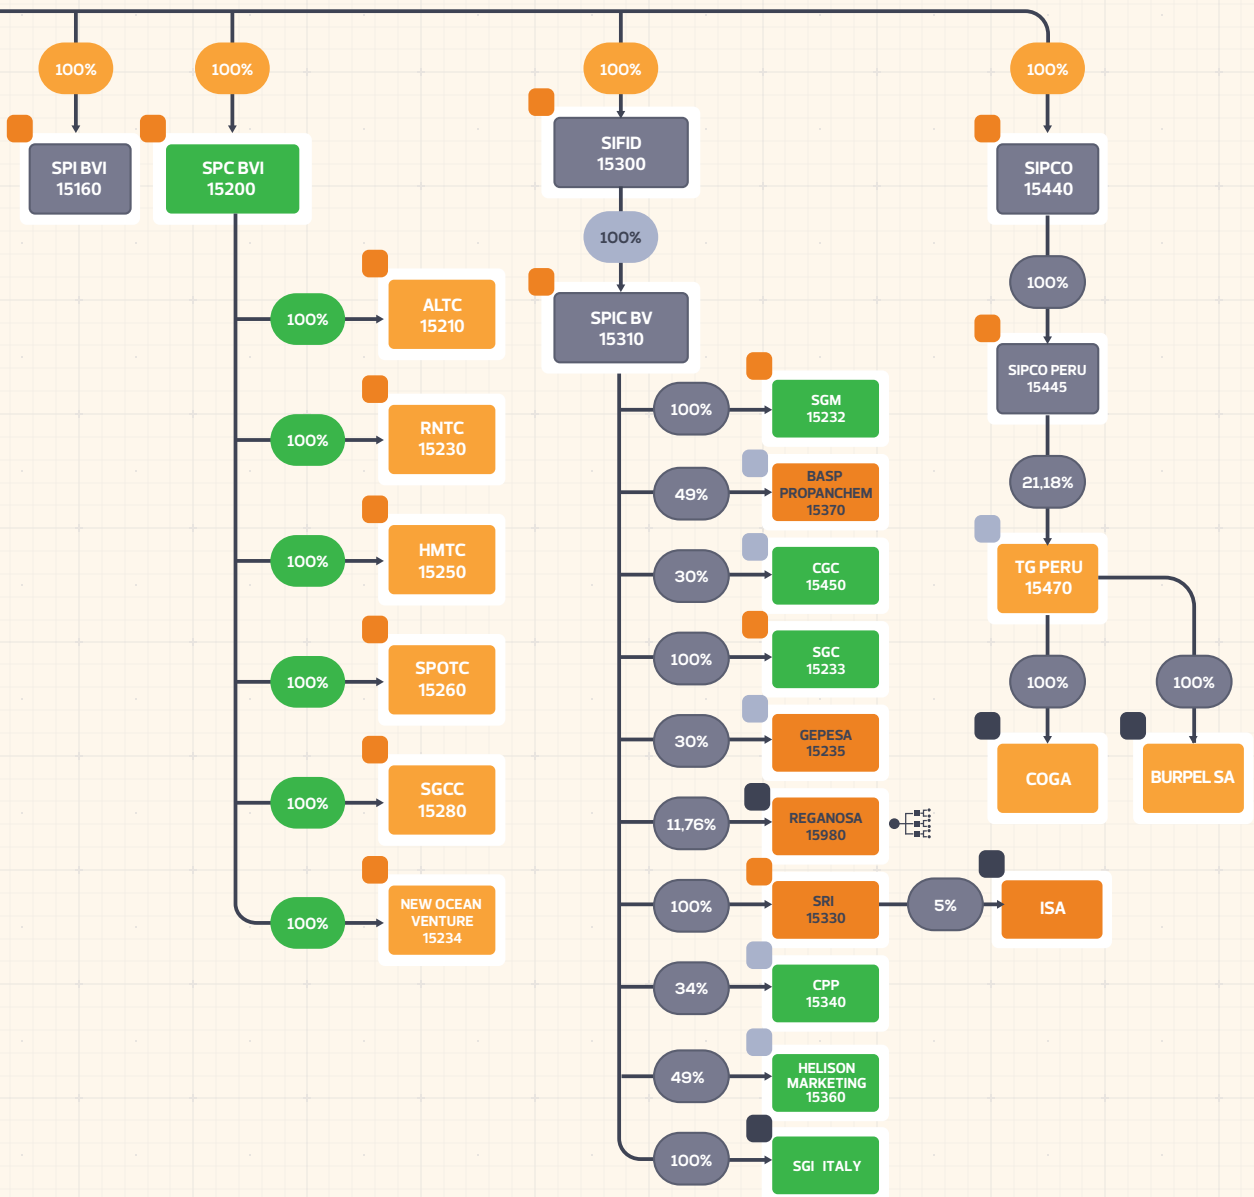 100%
100%
100%
100%
SPI BVI
15160
SPC BVI
15200
SIFID
15300
SIPCO
15440
100%
100%
ALTC
15210
100%
SPIC BV
15310
SIPCO PERU
15445
100%
RNTC
15230
100%
SGM
15232
21,18%
49%
BASP
PROPANCHEM
15370
100%
HMTC
15250
30%
CGC
15450
TG PERU
15470
100%
SPOTC
15260
100%
SGC
15233
100%
100%
30%
GEPESA
15235
COGA
BURPEL SA
100%
SGCC
15280
11,76%
REGANOSA
15980
100%
NEW OCEAN
VENTURE
15234
100%
SRI
15330
5%
ISA
34%
CPP
15340
49%
HELISON
MARKETING
15360
100%
SGI ITALY